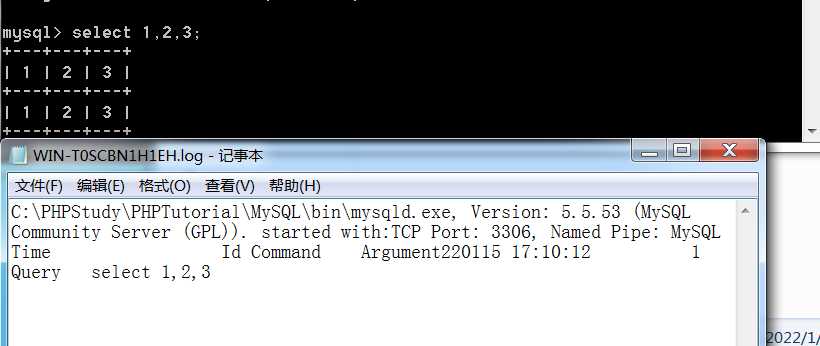 mysql> select 1,2,3;
+---+---+---+
| 1 | 2 | 3 |
+---+---+---+
| 1 | 2 | 3 |
+---+---+---+
WIN-T0SCBN1H1EH.log - 记事本
文件(F) 编辑(E) 格式(O) 查看(V) 帮助(H)
C:\PHPStudy\PHPTutorial\MySQL\bin\mysqld.exe, Version: 5.5.53 (MySQL
Community Server (GPL)). started with:TCP Port: 3306, Named Pipe: MySQL
Time Id Command Argument220115 17:10:12 1
Query select 1,2,3
2022/1/